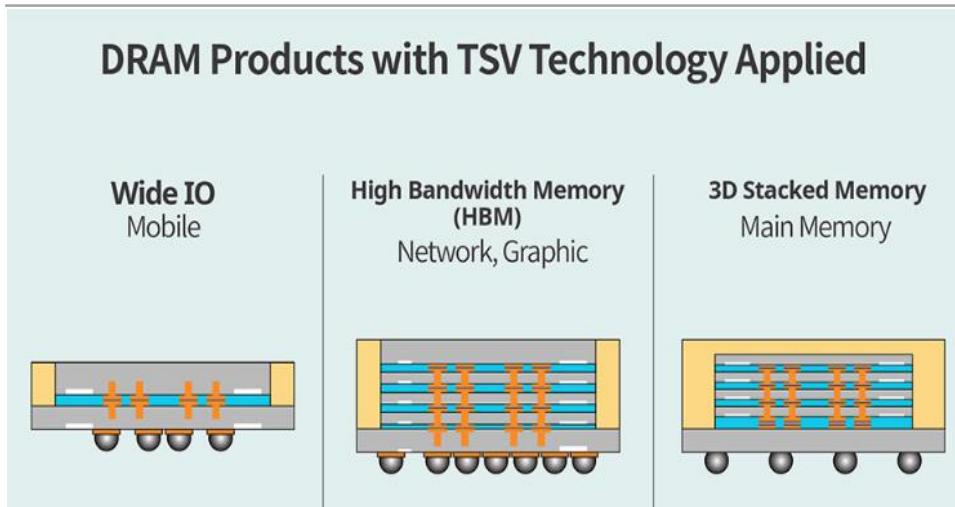 DRAM Products with TSV Technology Applied
Wide IO
Mobile
High Bandwidth Memory
(HBM)
Network, Graphic
3D Stacked Memory
Main Memory